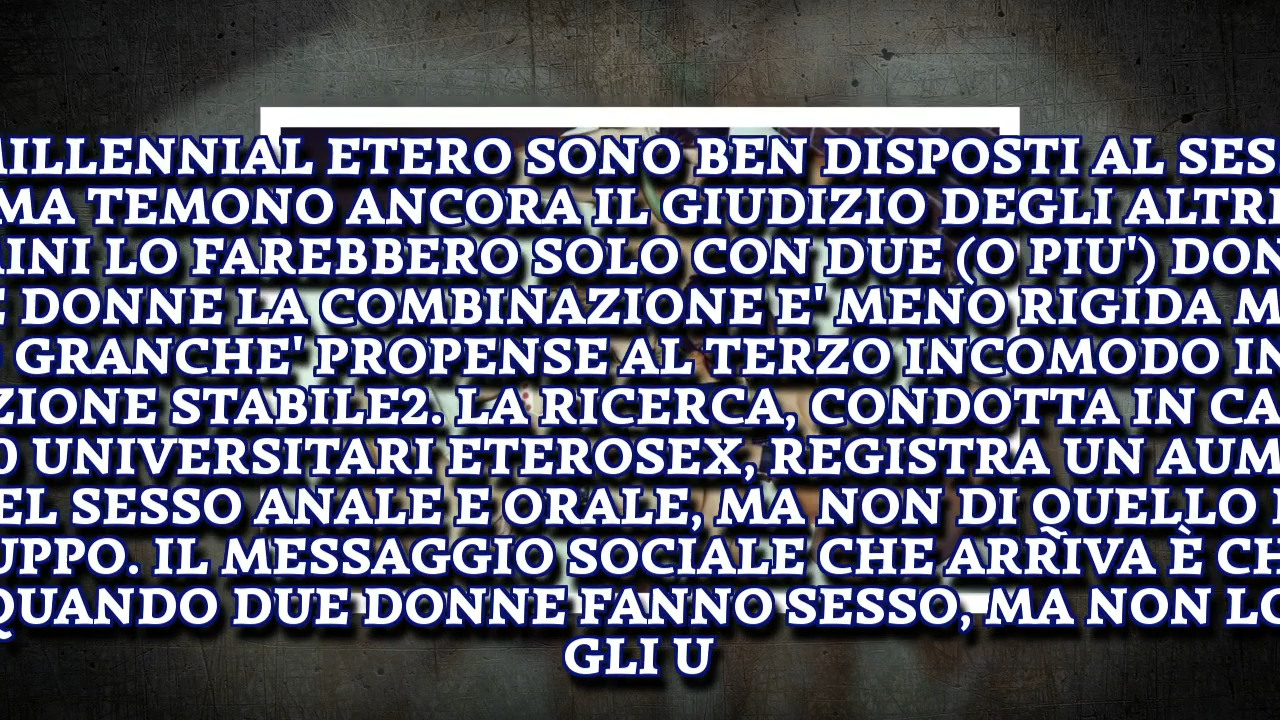 MILLENNIAL ETERO SONO BEN DISPOSTI AL SES
MA TEMONO ANCORA IL GIUDIZIO DEGLI ALTRI
RINI LO FAREBBERO SOLO CON DUE (O PIU') DON
E DONNE LA COMBINAZIONE E' MENO RIGIDA M
GRANCHE' PROPENSE AL TERZO INCOMODO IN
ZIONE STABILE2. LA RICERCA, CONDOTTA IN CA
0 UNIVERSITARI ETEROSEX, REGISTRA UN AUM
EL SESSO ANALE E ORALE, MA NON DI QUELLO
UPPO. IL MESSAGGIO SOCIALE CHE ARRIVA È CH
QUANDO DUE DONNE FANNO SESSO, MA NON LO
GLI U